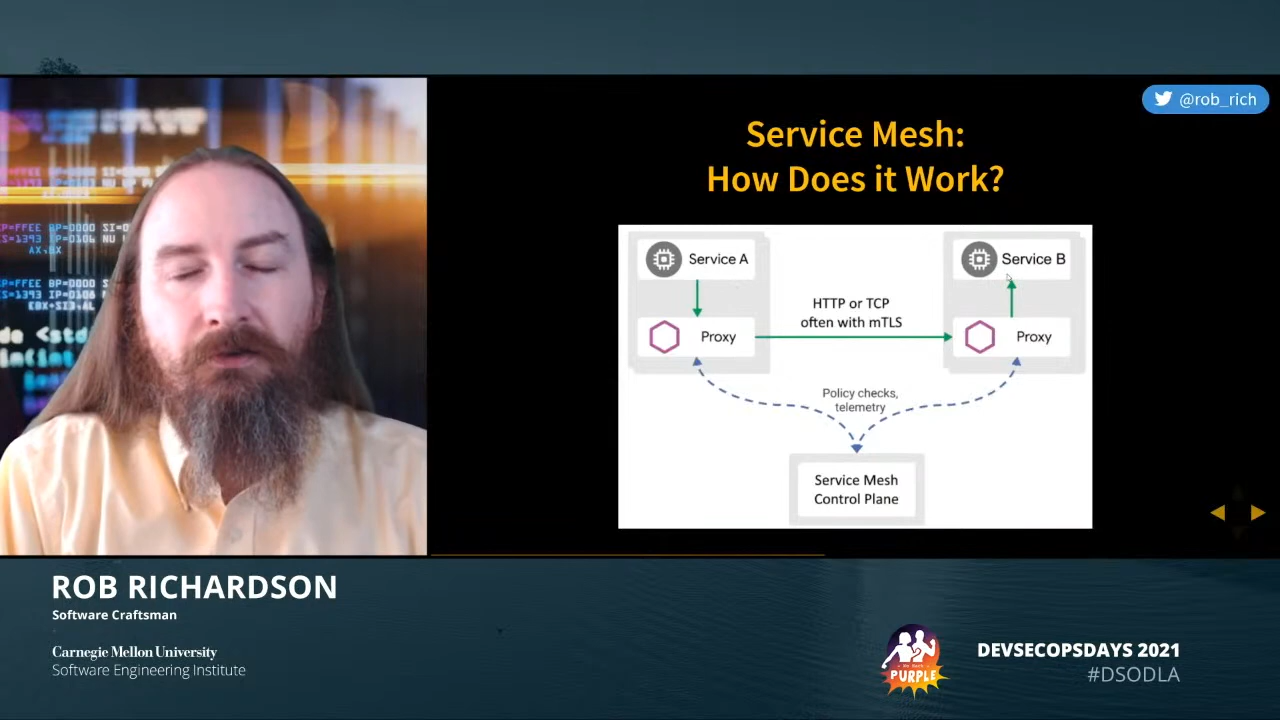 @rob_rich
Service Mesh:
How Does it Work?
Service A
Service B
HTTP or TCP
often with mTLS
Proxy
Proxy
Policy checks,
telemetry
Service Mesh
Control Plane
ROB RICHARDSON
Software Craftsman
Carnegie Mellon University
Software Engineering Institute
PURPLE
DEVSECOPSDAYS 2021
#DSODLA